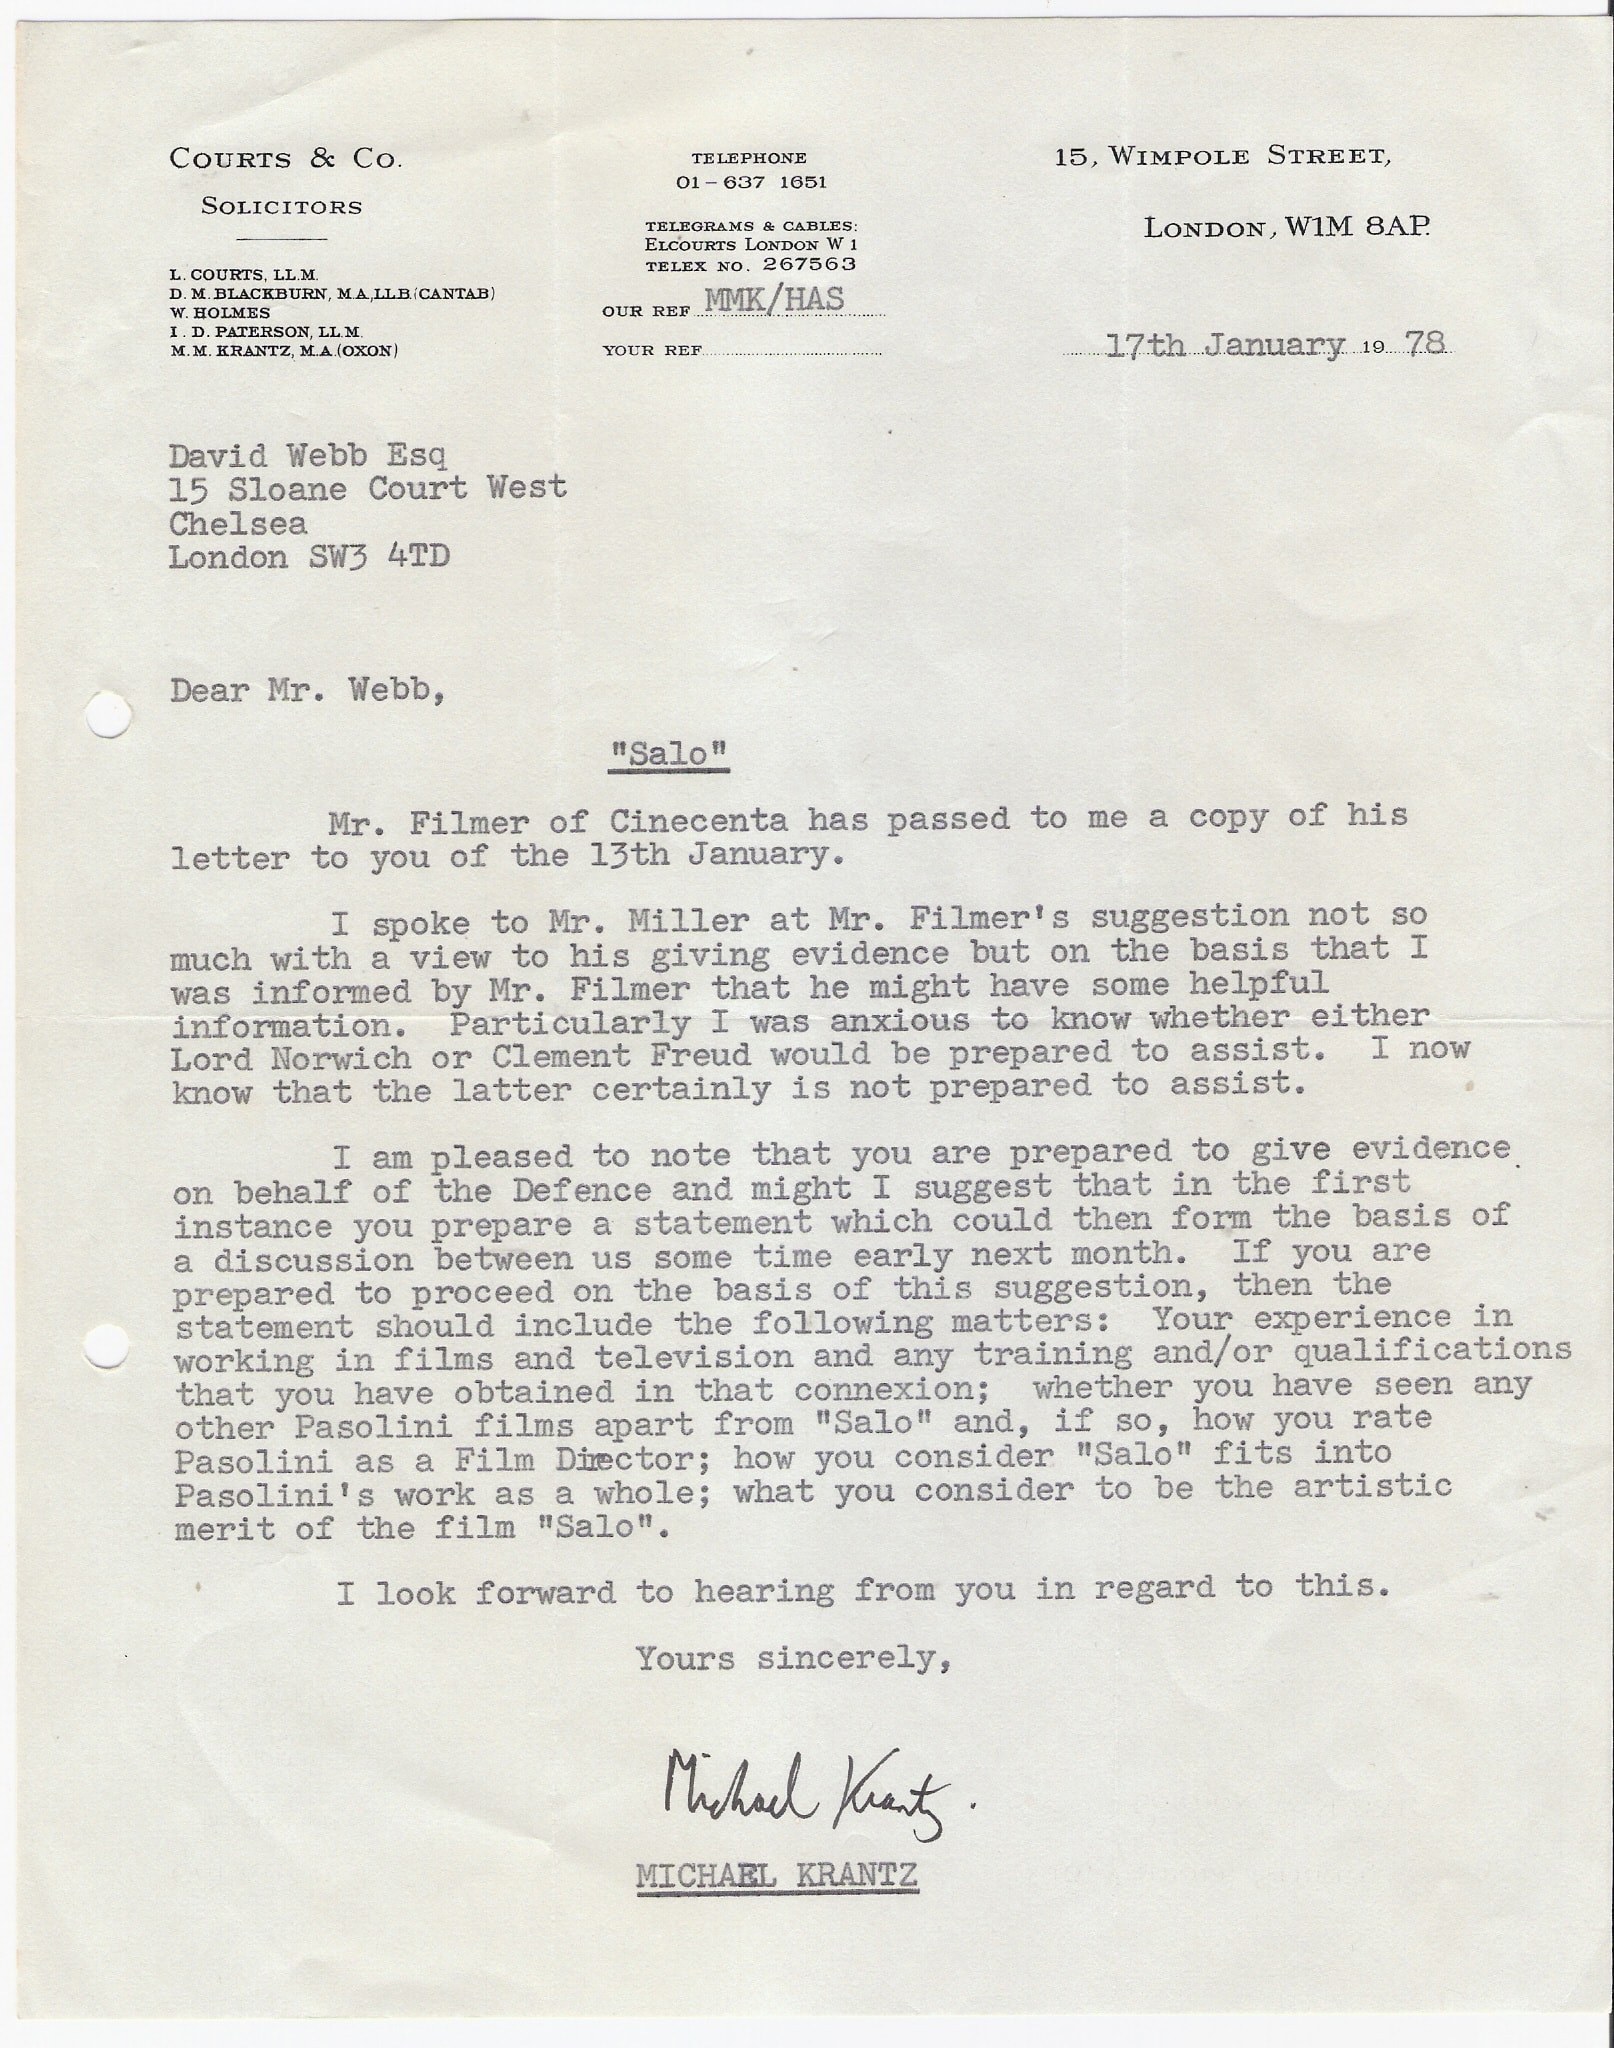 COURTS & CO.
SOLICITORS
L. COURTS, LL.M.
D. M. BLACKBURN, M.A.,LL.B.(CANTAB)
W. HOLMES
I. D. PATERSON, LL.M.
M. M. KRANTZ, M.A.(OXON)
TELEPHONE
01-637 1651
TELEGRAMS & CABLES:
ELCOURTS LONDON W 1
TELEX NO. 267563
OUR REF MMK/HAS
YOUR REF
15, WIMPOLE STREET,
LONDON, W1M 8AP.
17th January 19 78
David Webb Esq
15 Sloane Court West
Chelsea
London SW3 4TD
Dear Mr. Webb,
"Salo"
Mr. Filmer of Cinecenta has passed to me a copy of his
letter to you of the 13th January.
I spoke to Mr. Miller at Mr. Filmer's suggestion not so
much with a view to his giving evidence but on the basis that I
was informed by Mr. Filmer that he might have some helpful
information. Particularly I was anxious to know whether either
Lord Norwich or Clement Freud would be prepared to assist. I now
know that the latter certainly is not prepared to assist.
I am pleased to note that you are prepared to give evidence
on behalf of the Defence and might I suggest that in the first
instance you prepare a statement which could then form the basis of
a discussion between us some time early next month. If you are
prepared to proceed on the basis of this suggestion, then the
statement should include the following matters: Your experience in
working in films and television and any training and/or qualifications
that you have obtained in that connexion; whether you have seen any
other Pasolini films apart from "Salo" and, if so, how you rate
Pasolini as a Film Director; how you consider "Salo" fits into
Pasolini's work as a whole; what you consider to be the artistic
merit of the film "Salo".
I look forward to hearing from you in regard to this.
Yours sincerely,
Michael Krantz.
MICHAEL KRANTZ